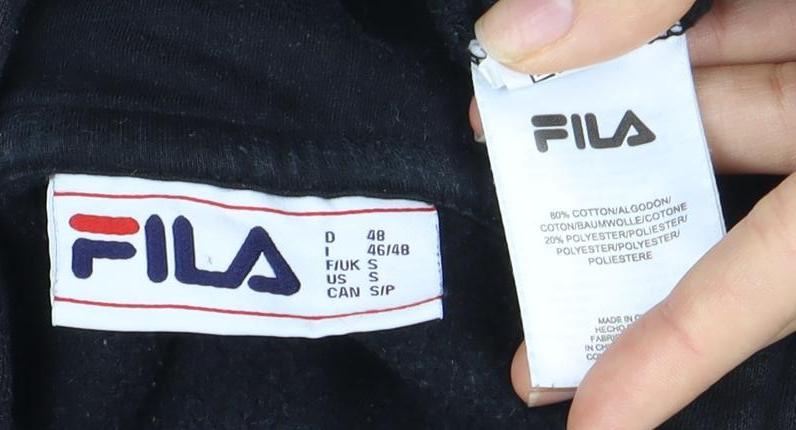 FILA
D 48
I 46/48
F/UK S
US S
CAN S/P
FILA
80% COTTON/ALGODÓN/
COTON/BAUMWOLLE/COTONE
20% POLYESTER/POLIESTER/
POLYESTER/POLYESTER/
POLIESTERE
MADE IN
HECHO